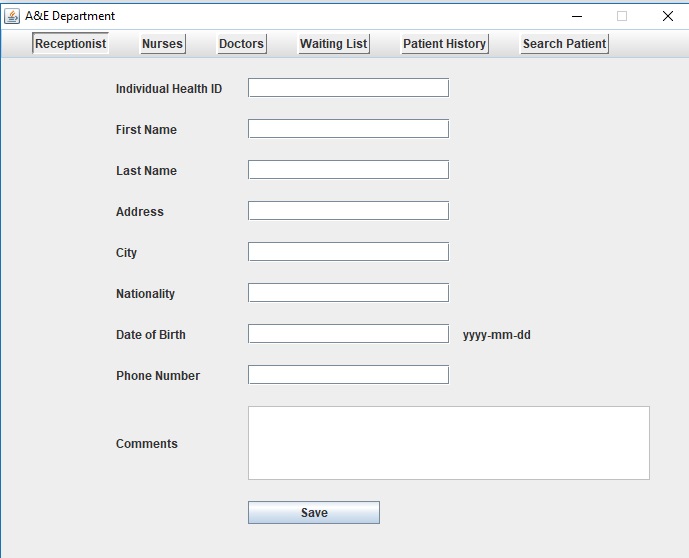 A&E Department
Receptionist Nurses Doctors Waiting List Patient History Search Patient
Individual Health ID
First Name
Last Name
Address
City
Nationality
Date of Birth yyyy-mm-dd
Phone Number
Comments
Save